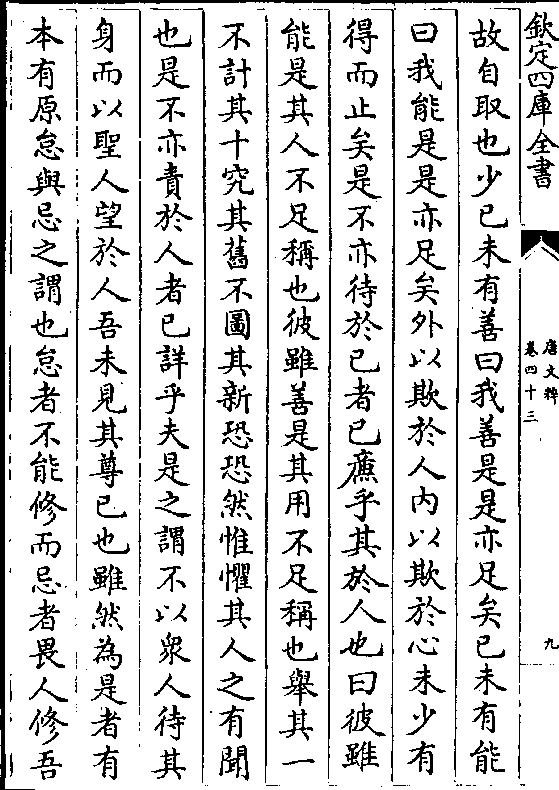 欽定四庫全書
唐文粹
卷四十三
九
故自取也少已未有善曰我善是是亦足矣已未有能
曰我能是是亦足矣外以欺於人内以欺於心未少有
得而止矣是不亦待於已者已廉乎其於人也曰彼雖
能是其人不足稱也彼雖善是其用不足稱也舉其一
不計其十究其舊不圖其新恐恐然惟懼其人之有聞
也是不亦責於人者已詳乎夫是之謂不以衆人待其
身而以聖人望於人吾未見其尊已也雖然為是者有
本有原怠與忌之謂也怠者不能修而忌者畏人修吾